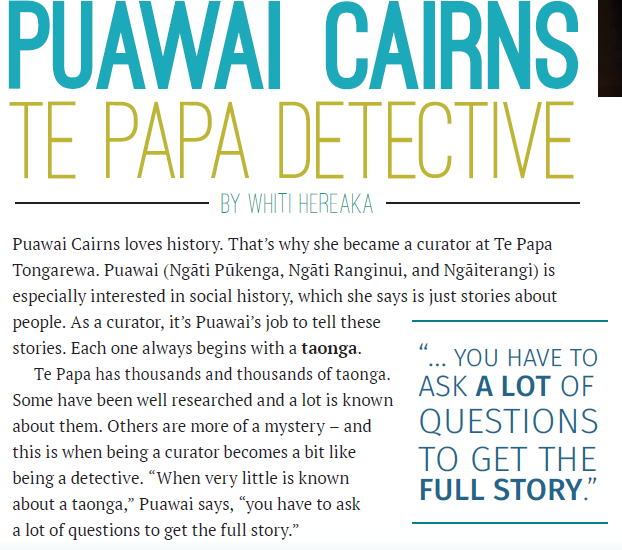 PUAWAI CAIRNS
TE PAPA DETECTIVE
BY WHITI HEREAKA
Puawai Cairns loves history. That’s why she became a curator at Te Papa
Tongarewa. Puawai (Ngāti Pūkenga, Ngāti Ranginui, and Ngāiterangi) is
especially interested in social history, which she says is just stories about
people. As a curator, it’s Puawai’s job to tell these
stories. Each one always begins with a taonga.
Te Papa has thousands and thousands of taonga.
Some have been well researched and a lot is known
about them. Others are more of a mystery – and
this is when being a curator becomes a bit like
being a detective. “When very little is known
about a taonga,” Puawai says, “you have to ask
a lot of questions to get the full story.”
“... YOU HAVE TO
ASK A LOT OF
QUESTIONS
TO GET THE
FULL STORY.”